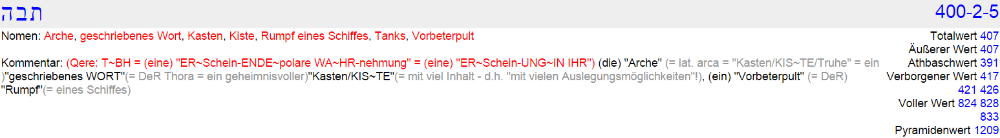 תבה 400-2-5
Nomen: Arche, geschriebenes Wort, Kasten, Kiste, Rumpf eines Schiffes, Tanks, Vorbeterpult
Kommentar: (Qere: T~BH = (eine) "ER~Schein-ENDE~polare WA~HR-nehmung" = (eine) "ER~Schein-UNG~IN IHR") (die) "Arche" (= lat. arca = "Kasten/KIS~TE/Truhe" = ein
)"geschriebenes WORT"(= DeR Thora = ein geheimnisvoller)"Kasten/KIS~TE"(= mit viel Inhalt - d.h. "mit vielen Auslegungsmöglichkeiten"!), (ein) "Vorbeterpult" (= DeR)
"Rumpf"(= eines Schiffes)
Totalwert 407
Äußerer Wert 407
Athbaschwert 391
Verborgener Wert 417
421 426
Voller Wert 824 828
833
Pyramidenwert 1209